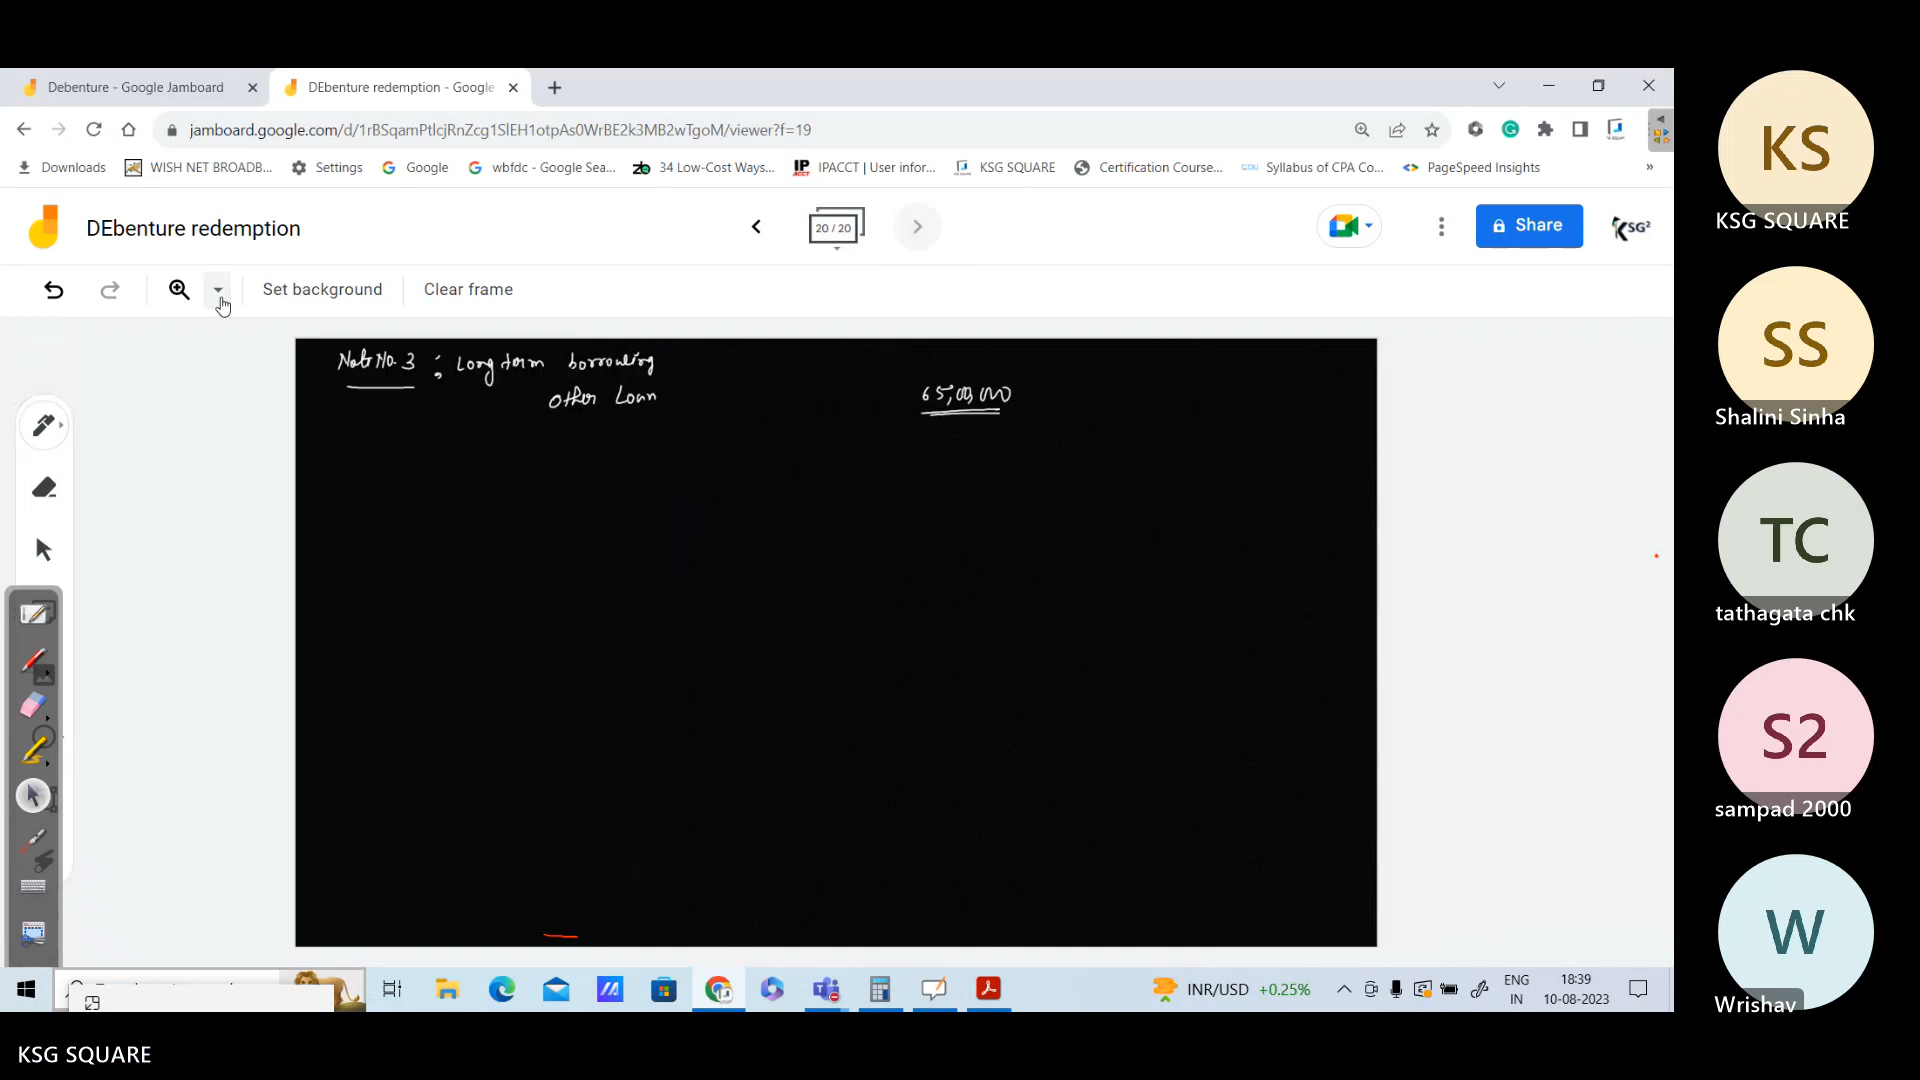 Debenture - Google Jamboard
DEbenture redemption - Google
jamboard.google.com/d/1rBSqamPtlcjRnZcg1SlEH1otpAs0WrBE2k3MB2wTgoM/viewer?f=19
Downloads WISH NET BROADB... Settings Google wbfdc - Google Sea... 34 Low-Cost Ways... IPACCT | User infor... KSG SQUARE Certification Course... Syllabus of CPA Co... PageSpeed Insights »
DEbenture redemption
20 / 20
Share
KSG²
Set background
Clear frame
Note No. 3 : Long term borrowing
Other Loan 65,00,000
KS
KSG SQUARE
SS
Shalini Sinha
TC
tathagata chk
S2
sampad 2000
W
Wrishav
INR/USD +0.25%
ENG
IN
18:39
10-08-2023
KSG SQUARE